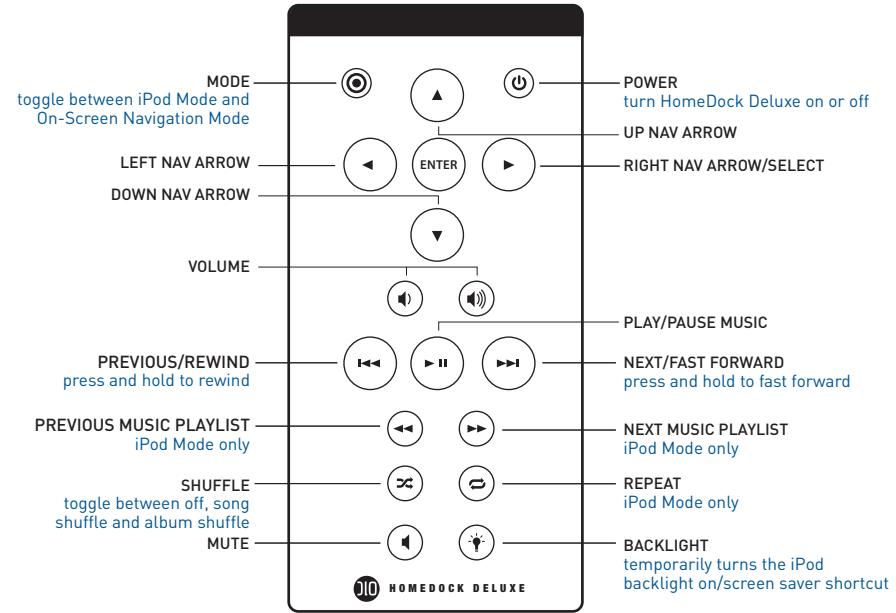 MODE
toggle between iPod Mode and
On-Screen Navigation Mode
POWER
turn HomeDock Deluxe on or off
UP NAV ARROW
LEFT NAV ARROW
ENTER
RIGHT NAV ARROW/SELECT
DOWN NAV ARROW
VOLUME
PLAY/PAUSE MUSIC
PREVIOUS/REWIND
press and hold to rewind
NEXT/FAST FORWARD
press and hold to fast forward
PREVIOUS MUSIC PLAYLIST
iPod Mode only
NEXT MUSIC PLAYLIST
iPod Mode only
SHUFFLE
toggle between off, song
shuffle and album shuffle
REPEAT
iPod Mode only
MUTE
BACKLIGHT
temporarily turns the iPod
backlight on/screen saver shortcut
HOMEDOCK DELUXE